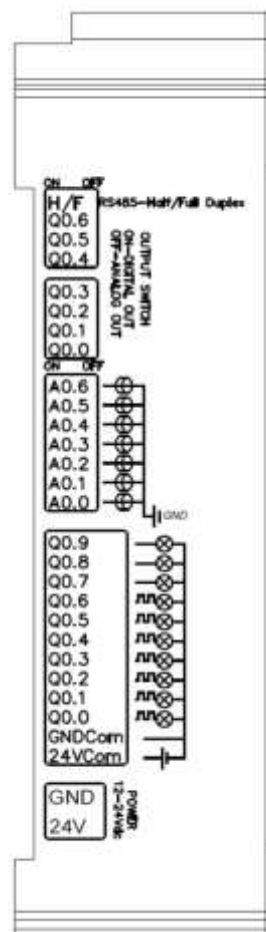 ON OFF
H/F RS485-Half/Full Duplex
Q0.6
Q0.5
Q0.4
Q0.3
Q0.2
Q0.1
Q0.0
OUTPUT SWITCH
ON-DIGITAL OUT
OFF-ANALOG OUT
ON OFF
A0.6
A0.5
A0.4
A0.3
A0.2
A0.1
A0.0
GND
Q0.9
Q0.8
Q0.7
Q0.6
Q0.5
Q0.4
Q0.3
Q0.2
Q0.1
Q0.0
GNDCom
24VCom
GND
24V
POWER
12-24Vdc